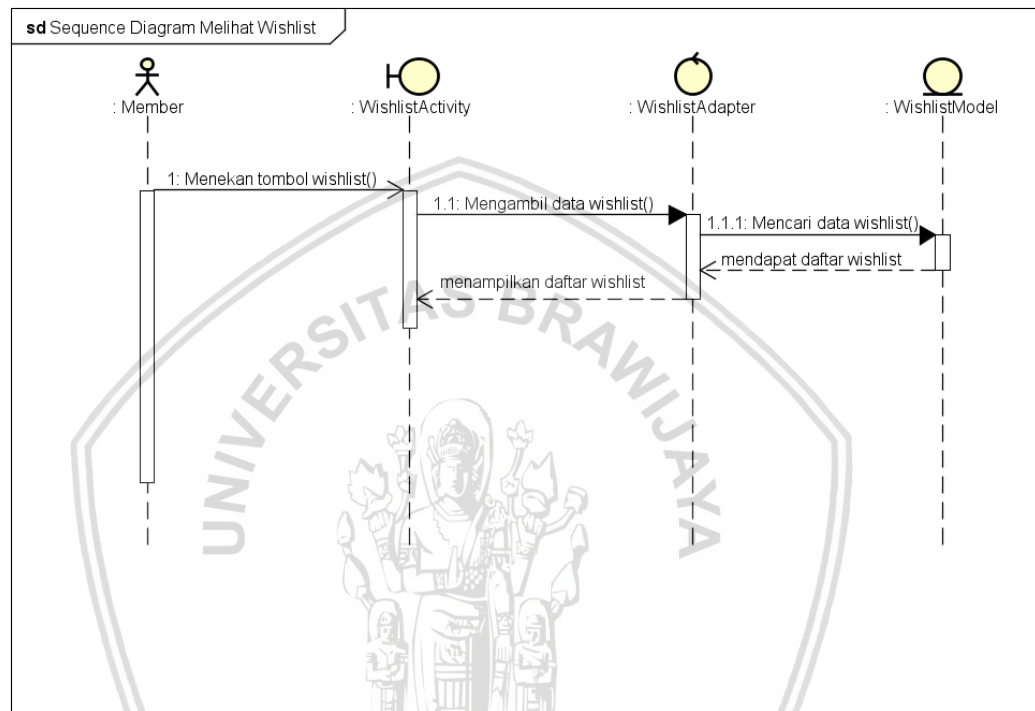 sd Sequence Diagram Melihat Wishlist
: Member
: WishlistActivity
: WishlistAdapter
: WishlistModel
1: Menekan tombol wishlist()
1.1: Mengambil data wishlist()
1.1.1: Mencari data wishlist()
mendapat daftar wishlist
menampilkan daftar wishlist
UNIVERSITAS BRAWIJAYA